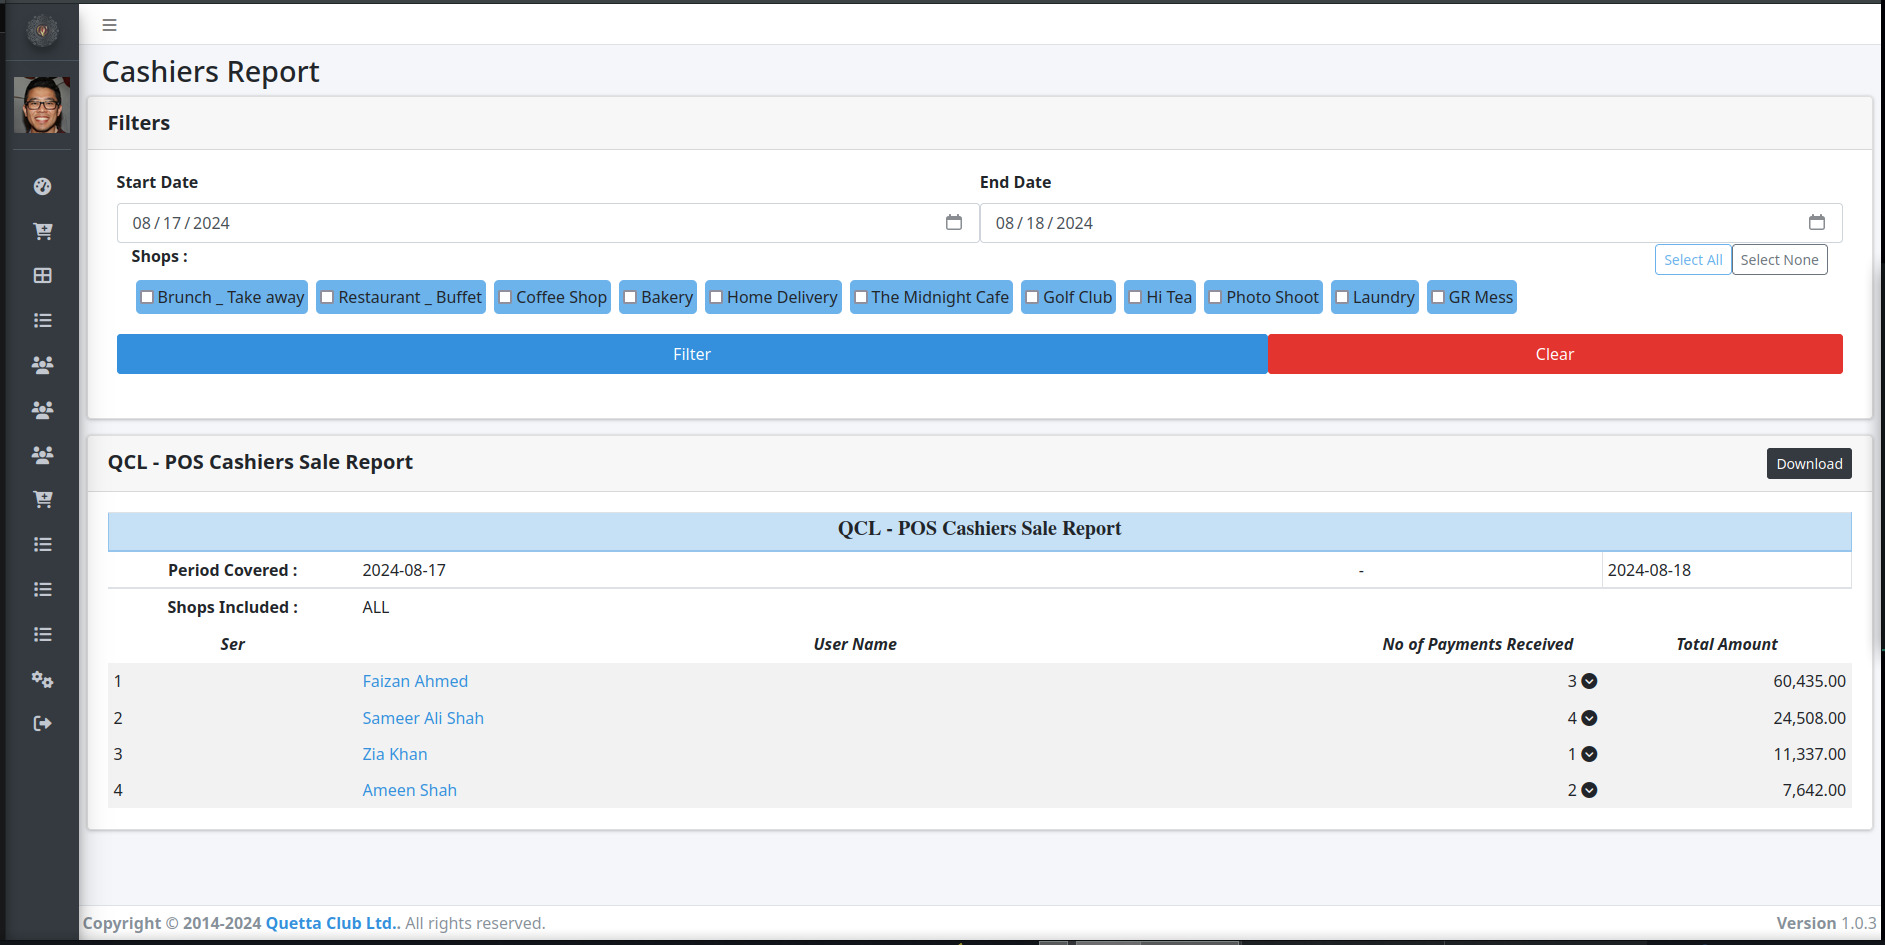 Cashiers Report
Filters
Start Date
End Date
08/17/2024
08/18/2024
Shops :
Select All
Select None
Brunch _ Take away
Restaurant _ Buffet
Coffee Shop
Bakery
Home Delivery
The Midnight Cafe
Golf Club
Hi Tea
Photo Shoot
Laundry
GR Mess
Filter
Clear
QCL - POS Cashiers Sale Report
Download
QCL - POS Cashiers Sale Report
Period Covered : 2024-08-17 - 2024-08-18
Shops Included : ALL
Ser User Name No of Payments Received Total Amount
1 Faizan Ahmed 3 60,435.00
2 Sameer Ali Shah 4 24,508.00
3 Zia Khan 1 11,337.00
4 Ameen Shah 2 7,642.00
Copyright © 2014-2024 Quetta Club Ltd.. All rights reserved.
Version 1.0.3